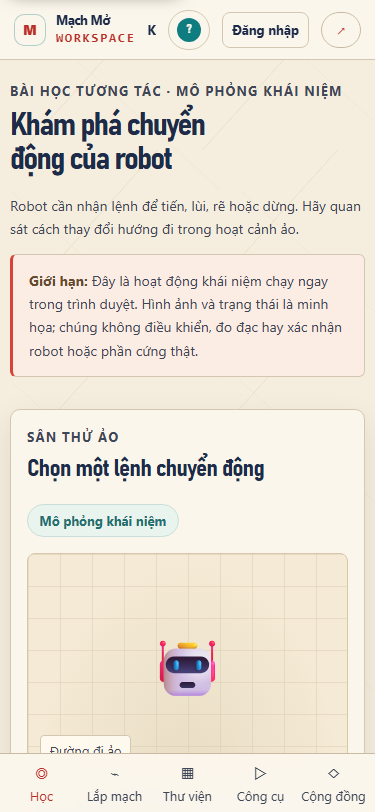 M
Mạch Mở
WORKSPACE
K
?
Đăng nhập
↗
BÀI HỌC TƯƠNG TÁC · MÔ PHỎNG KHÁI NIỆM
Khám phá chuyển
động của robot
Robot cần nhận lệnh để tiến, lùi, rẽ hoặc dừng. Hãy quan
sát cách thay đổi hướng đi trong hoạt cảnh ảo.
Giới hạn: Đây là hoạt động khái niệm chạy ngay
trong trình duyệt. Hình ảnh và trạng thái là minh
họa; chúng không điều khiển, đo đạc hay xác nhận
robot hoặc phần cứng thật.
SÂN THỬ ẢO
Chọn một lệnh chuyển động
Mô phỏng khái niệm
Đường đi ảo
Học
Lắp mạch
Thư viện
Công cụ
Cộng đồng